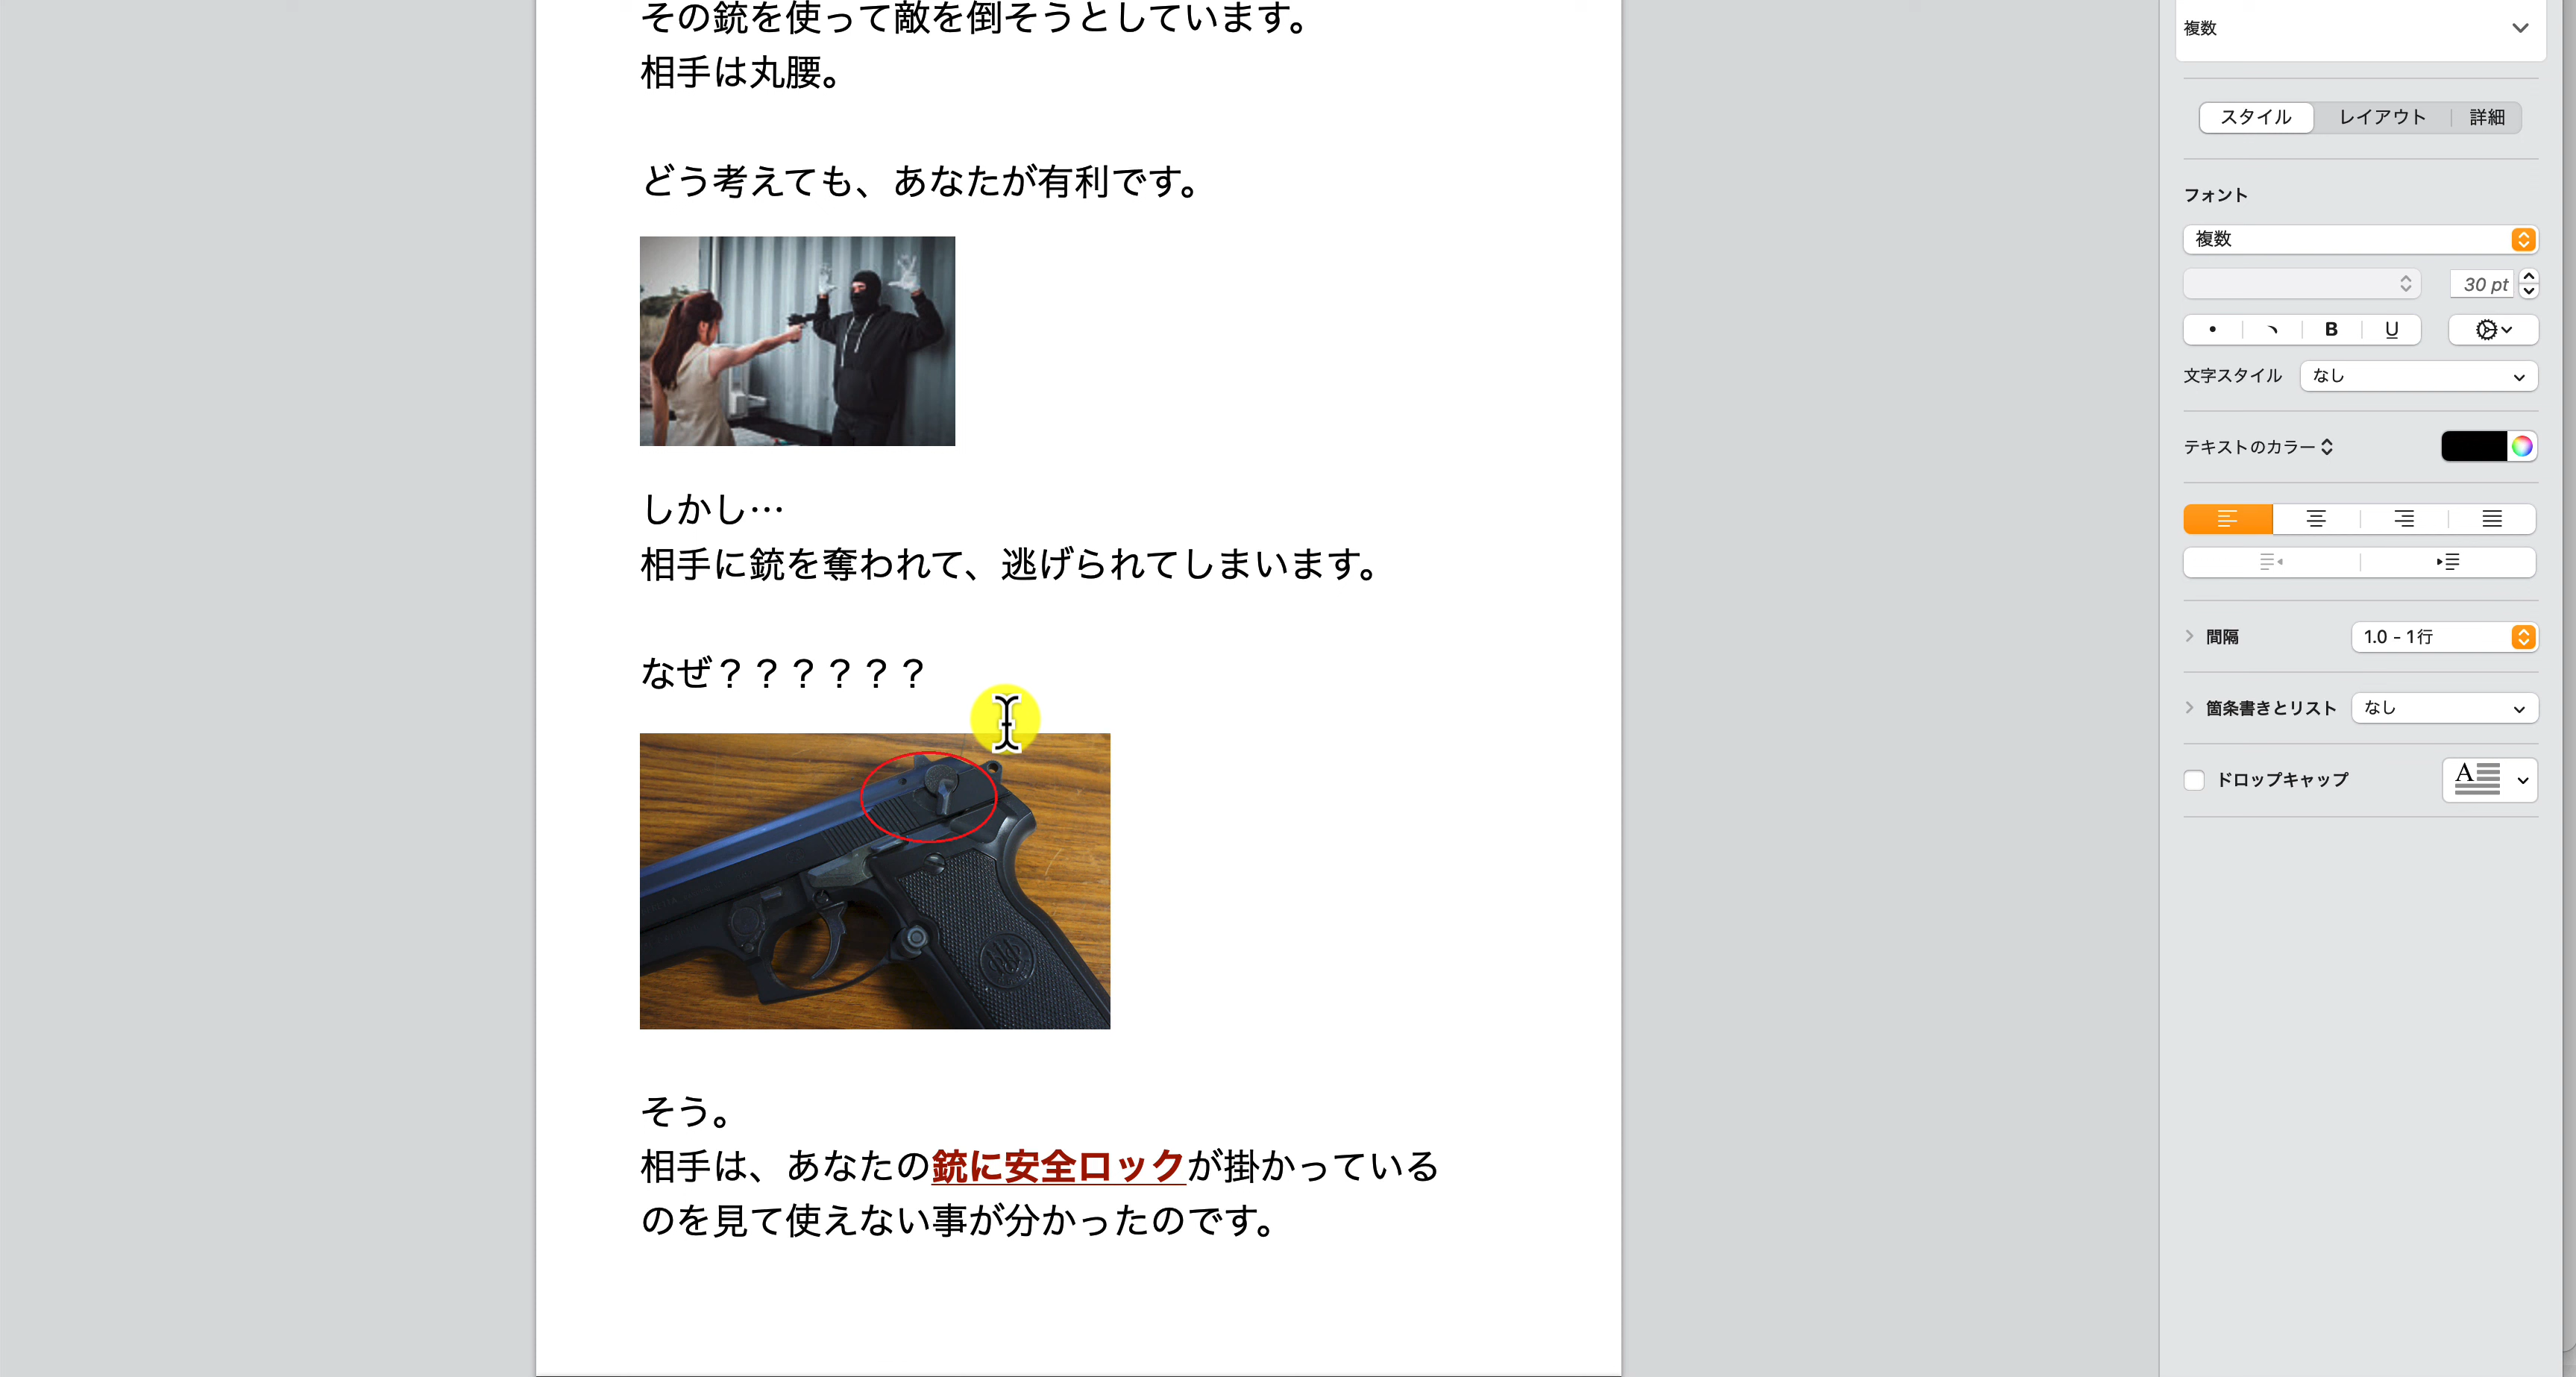 その銃を使って敵を倒そうとしています。
相手は丸腰。
どう考えても、あなたが有利です。
しかし…
相手に銃を奪われて、逃げられてしまいます。
なぜ？？？？？？
そう。
相手は、あなたの銃に安全ロックが掛かっている
のを見て使えない事が分かったのです。
複数
スタイル
レイアウト
詳細
フォント
複数
30 pt
B
U
文字スタイル
なし
テキストのカラー
間隔
1.0 - 1行
箇条書きとリスト
なし
ドロップキャップ
A